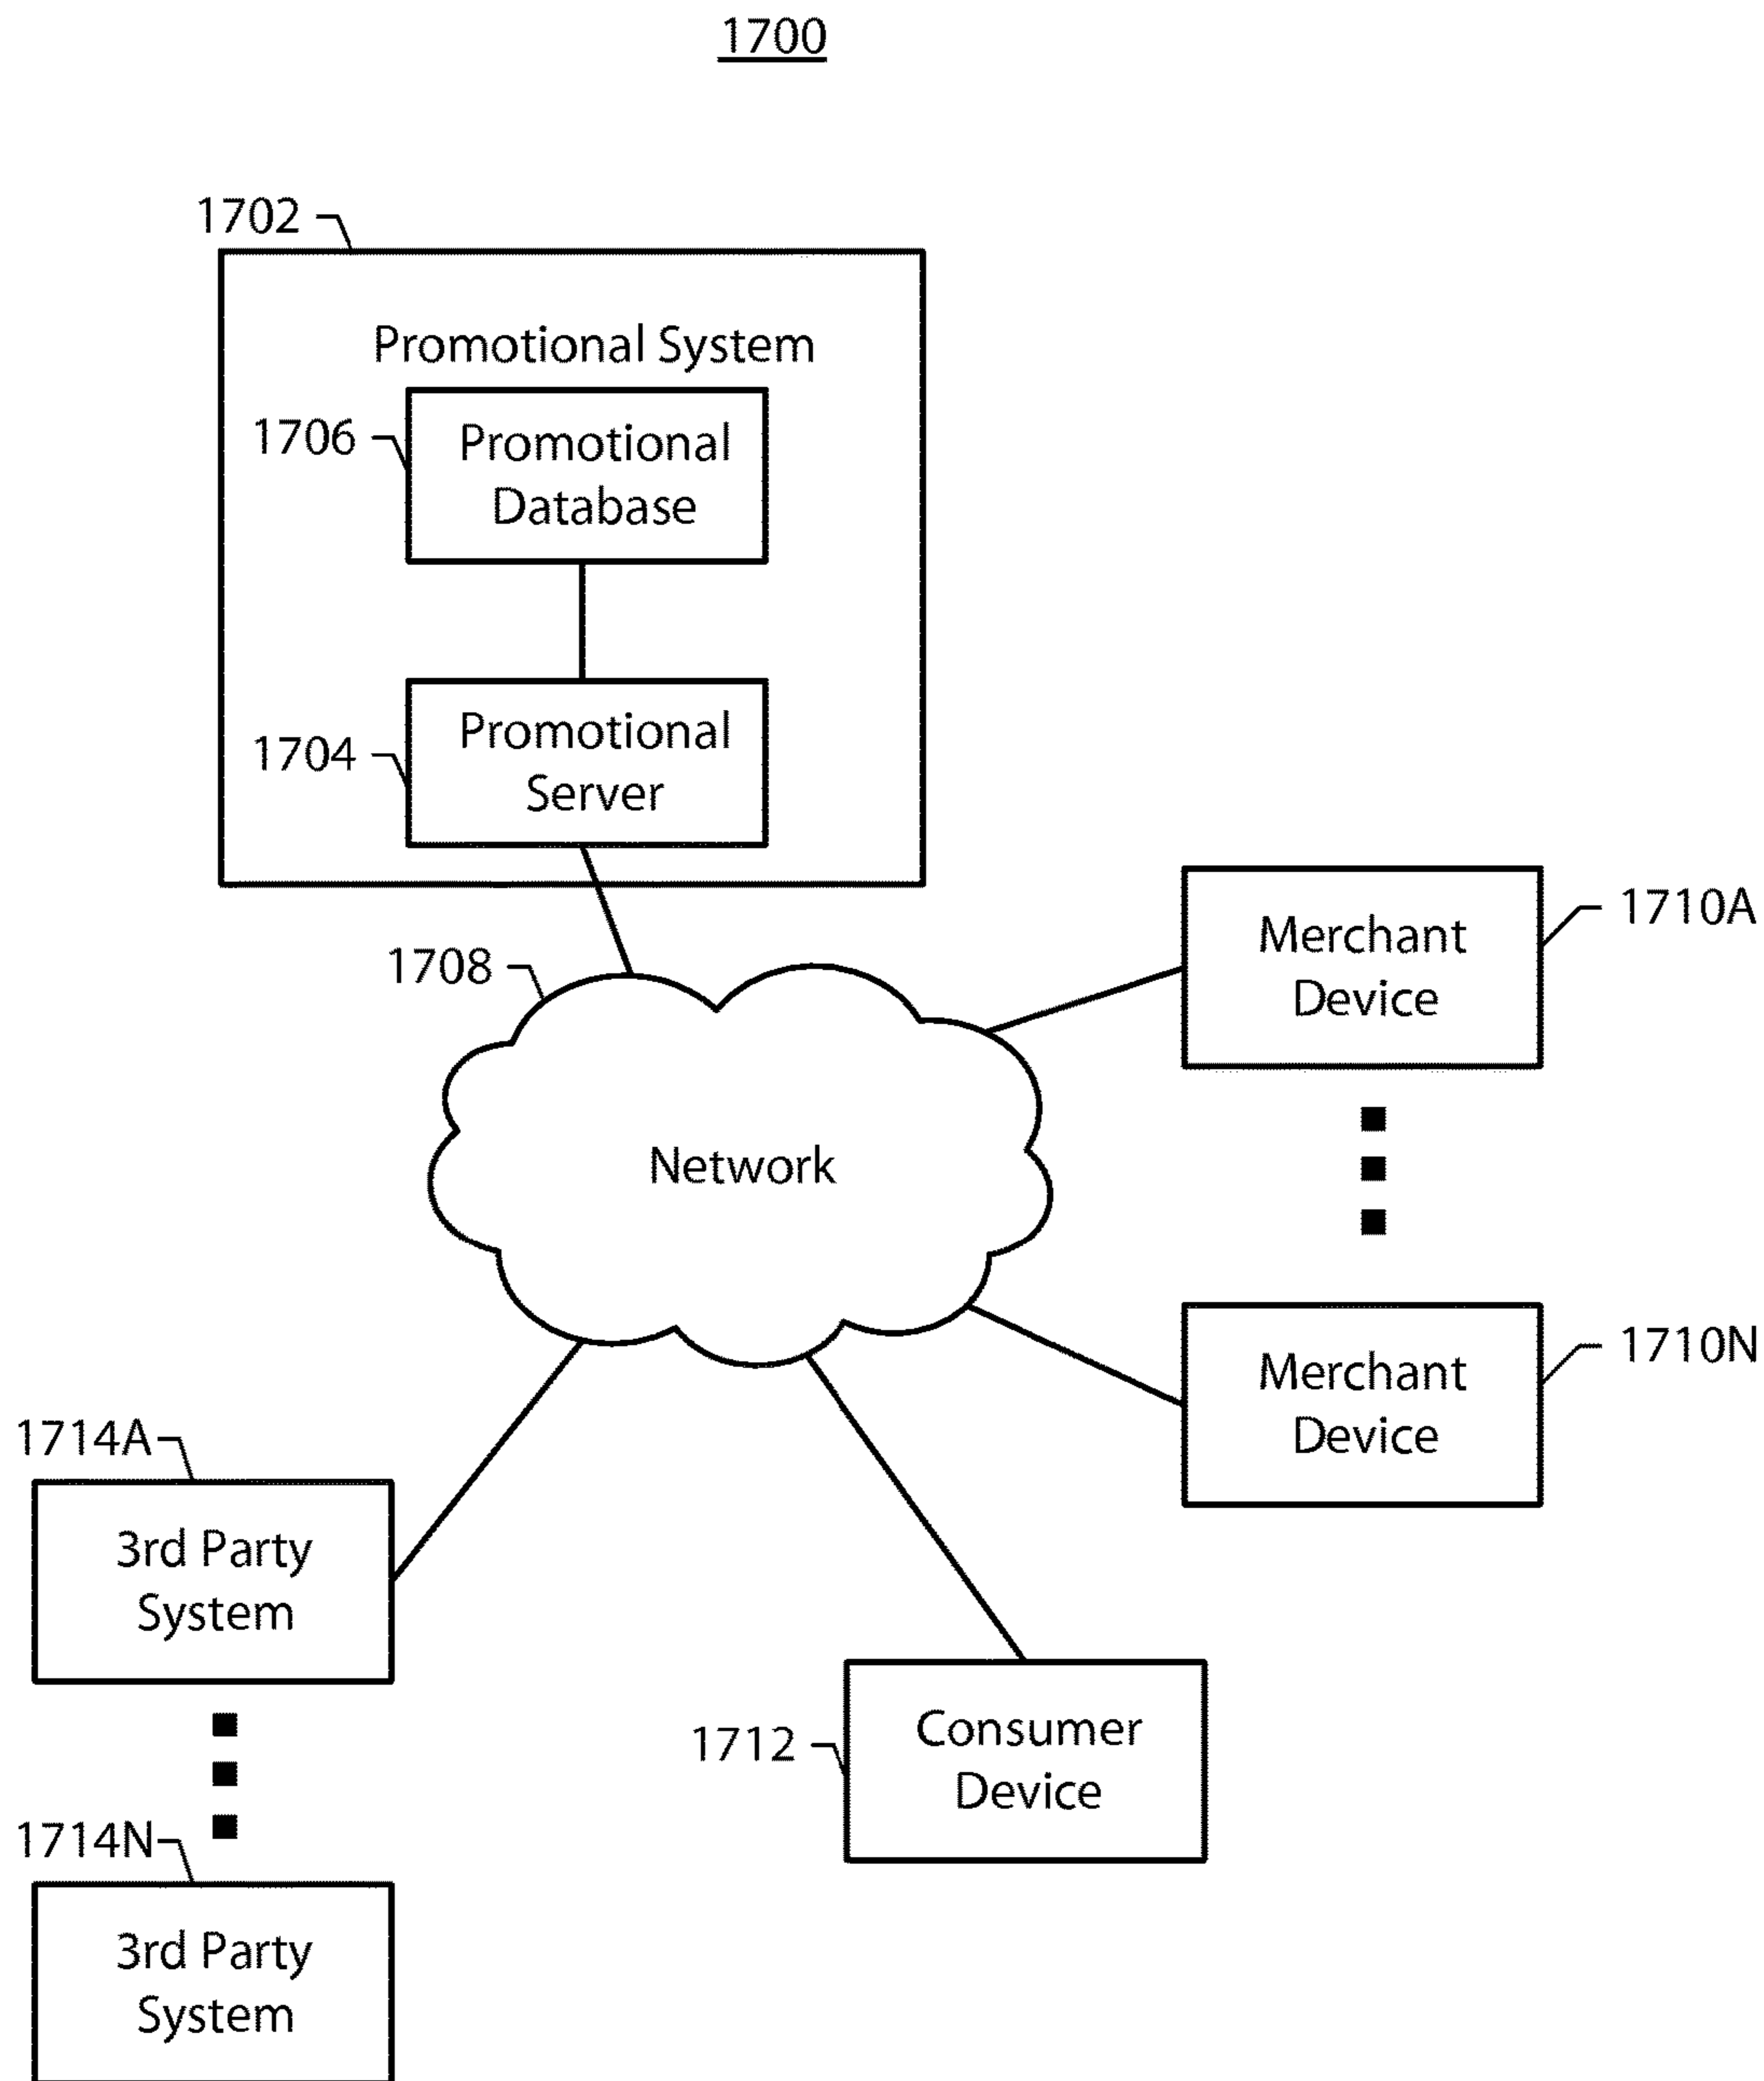 1700
1702
Promotional System
1706
Promotional
Database
1704
Promotional
Server
1710A
Merchant
Device
1708
Network
1710N
Merchant
Device
1714A
3rd Party
System
1712
Consumer
Device
1714N
3rd Party
System